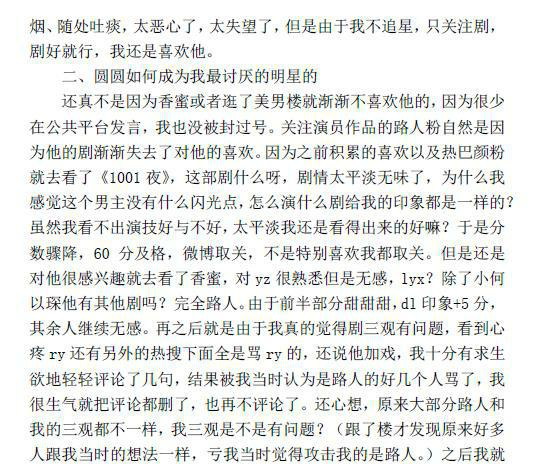 烟、随处吐痰，太恶心了，太失望了，但是由于我不追星，只关注剧，
剧好就行，我还是喜欢他。
二、圆圆如何成为我最讨厌的明星的
还真不是因为香蜜或者逛了美男楼就渐渐不喜欢他的，因为很少
在公共平台发言，我也没被封过号。关注演员作品的路人粉自然是因
为他的剧渐渐失去了对他的喜欢。因为之前积累的喜欢以及热巴颜粉
就去看了《1001 夜》，这部剧什么呀，剧情太平淡无味了，为什么我
感觉这个男主没有什么闪光点，怎么演什么剧给我的印象都是一样的？
虽然我看不出演技好与不好，太平淡我还是看得出来的好嘛？于是分
数骤降，60 分及格，微博取关，不是特别喜欢我都取关。但是还是
对他很感兴趣就去看了香蜜，对 yz 很熟悉但是无感，lyx？除了小何
以琛他有其他剧吗？完全路人。由于前半部分甜甜甜，dl 印象+5 分，
其余人继续无感。再之后就是由于我真的觉得剧三观有问题，看到心
疼 ry 还有另外的热搜下面全是骂 ry 的，还说他加戏，我十分有求生
欲地轻轻评论了几句，结果被我当时认为是路人的好几个人骂了，我
很生气就把评论都删了，也再不评论了。还心想，原来大部分路人和
我的三观都不一样，我三观是不是有问题？（跟了楼才发现原来好多
人跟我当时的想法一样，亏我当时觉得攻击我的是路人。）之后我就